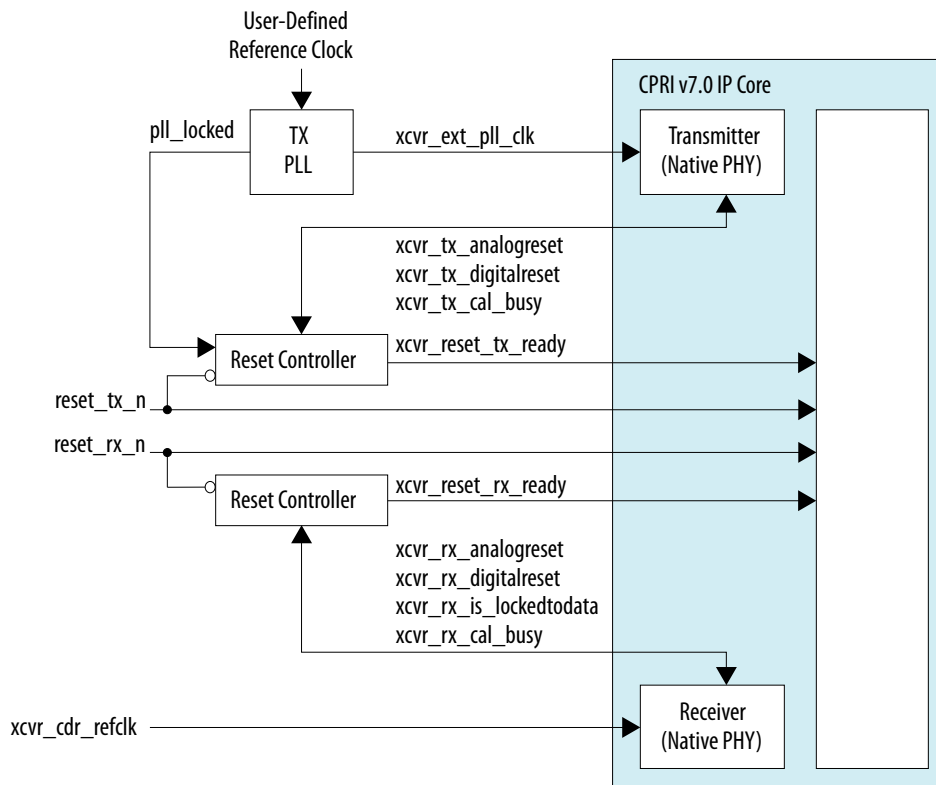 User-Defined
Reference Clock
CPRI v7.0 IP Core
pll_locked
TX
PLL
xcvr_ext_pll_clk
Transmitter
(Native PHY)
xcvr_tx_analogreset
xcvr_tx_digitalreset
xcvr_tx_cal_busy
Reset Controller
xcvr_reset_tx_ready
reset_tx_n
reset_rx_n
Reset Controller
xcvr_reset_rx_ready
xcvr_rx_analogreset
xcvr_rx_digitalreset
xcvr_rx_is_lockedtodata
xcvr_rx_cal_busy
xcvr_cdr_refclk
Receiver
(Native PHY)